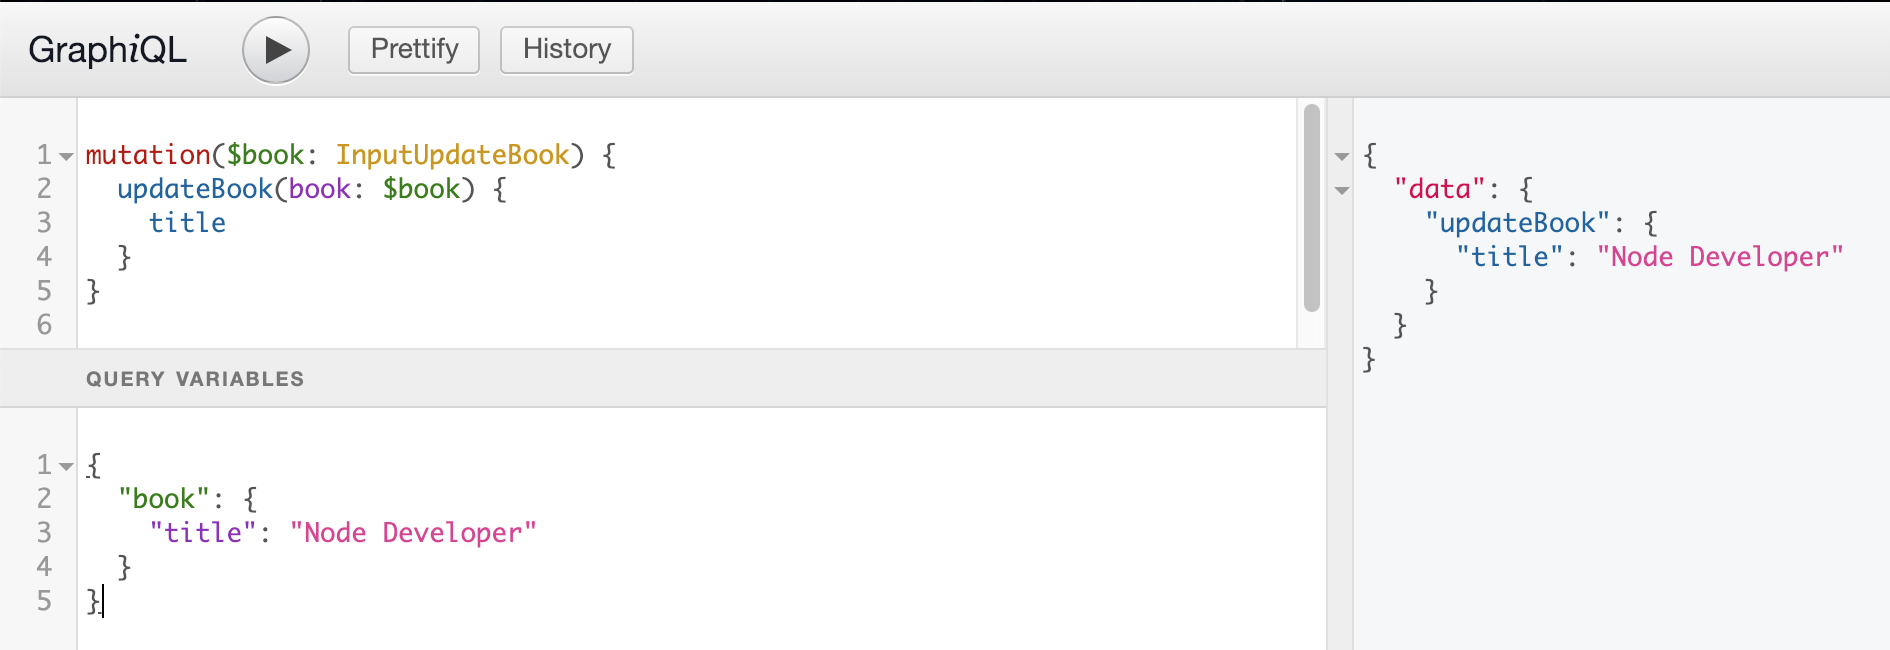 GraphiQL
Prettify
History
1 mutation($book: InputUpdateBook) {
2 updateBook(book: $book) {
3 title
4 }
5 }
6
QUERY VARIABLES
1 {
2 "book": {
3 "title": "Node Developer"
4 }
5 }
{
"data": {
"updateBook": {
"title": "Node Developer"
}
}
}